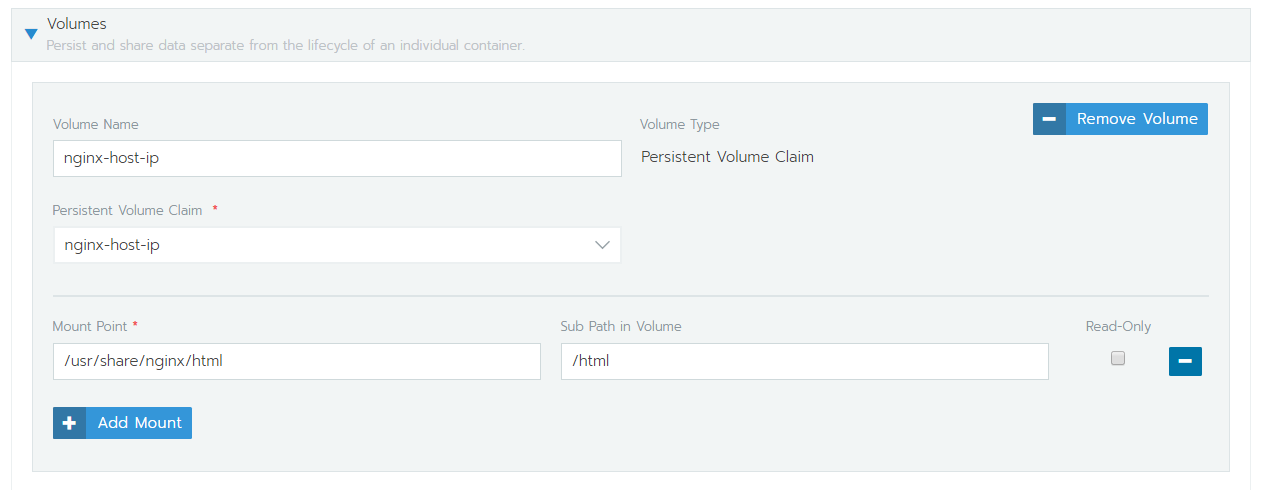 Volumes
Persist and share data separate from the lifecycle of an individual container.
Remove Volume
Volume Name
Volume Type
nginx-host-ip
Persistent Volume Claim
Persistent Volume Claim *
nginx-host-ip
Mount Point *
Sub Path in Volume
Read-Only
/usr/share/nginx/html
/html
Add Mount